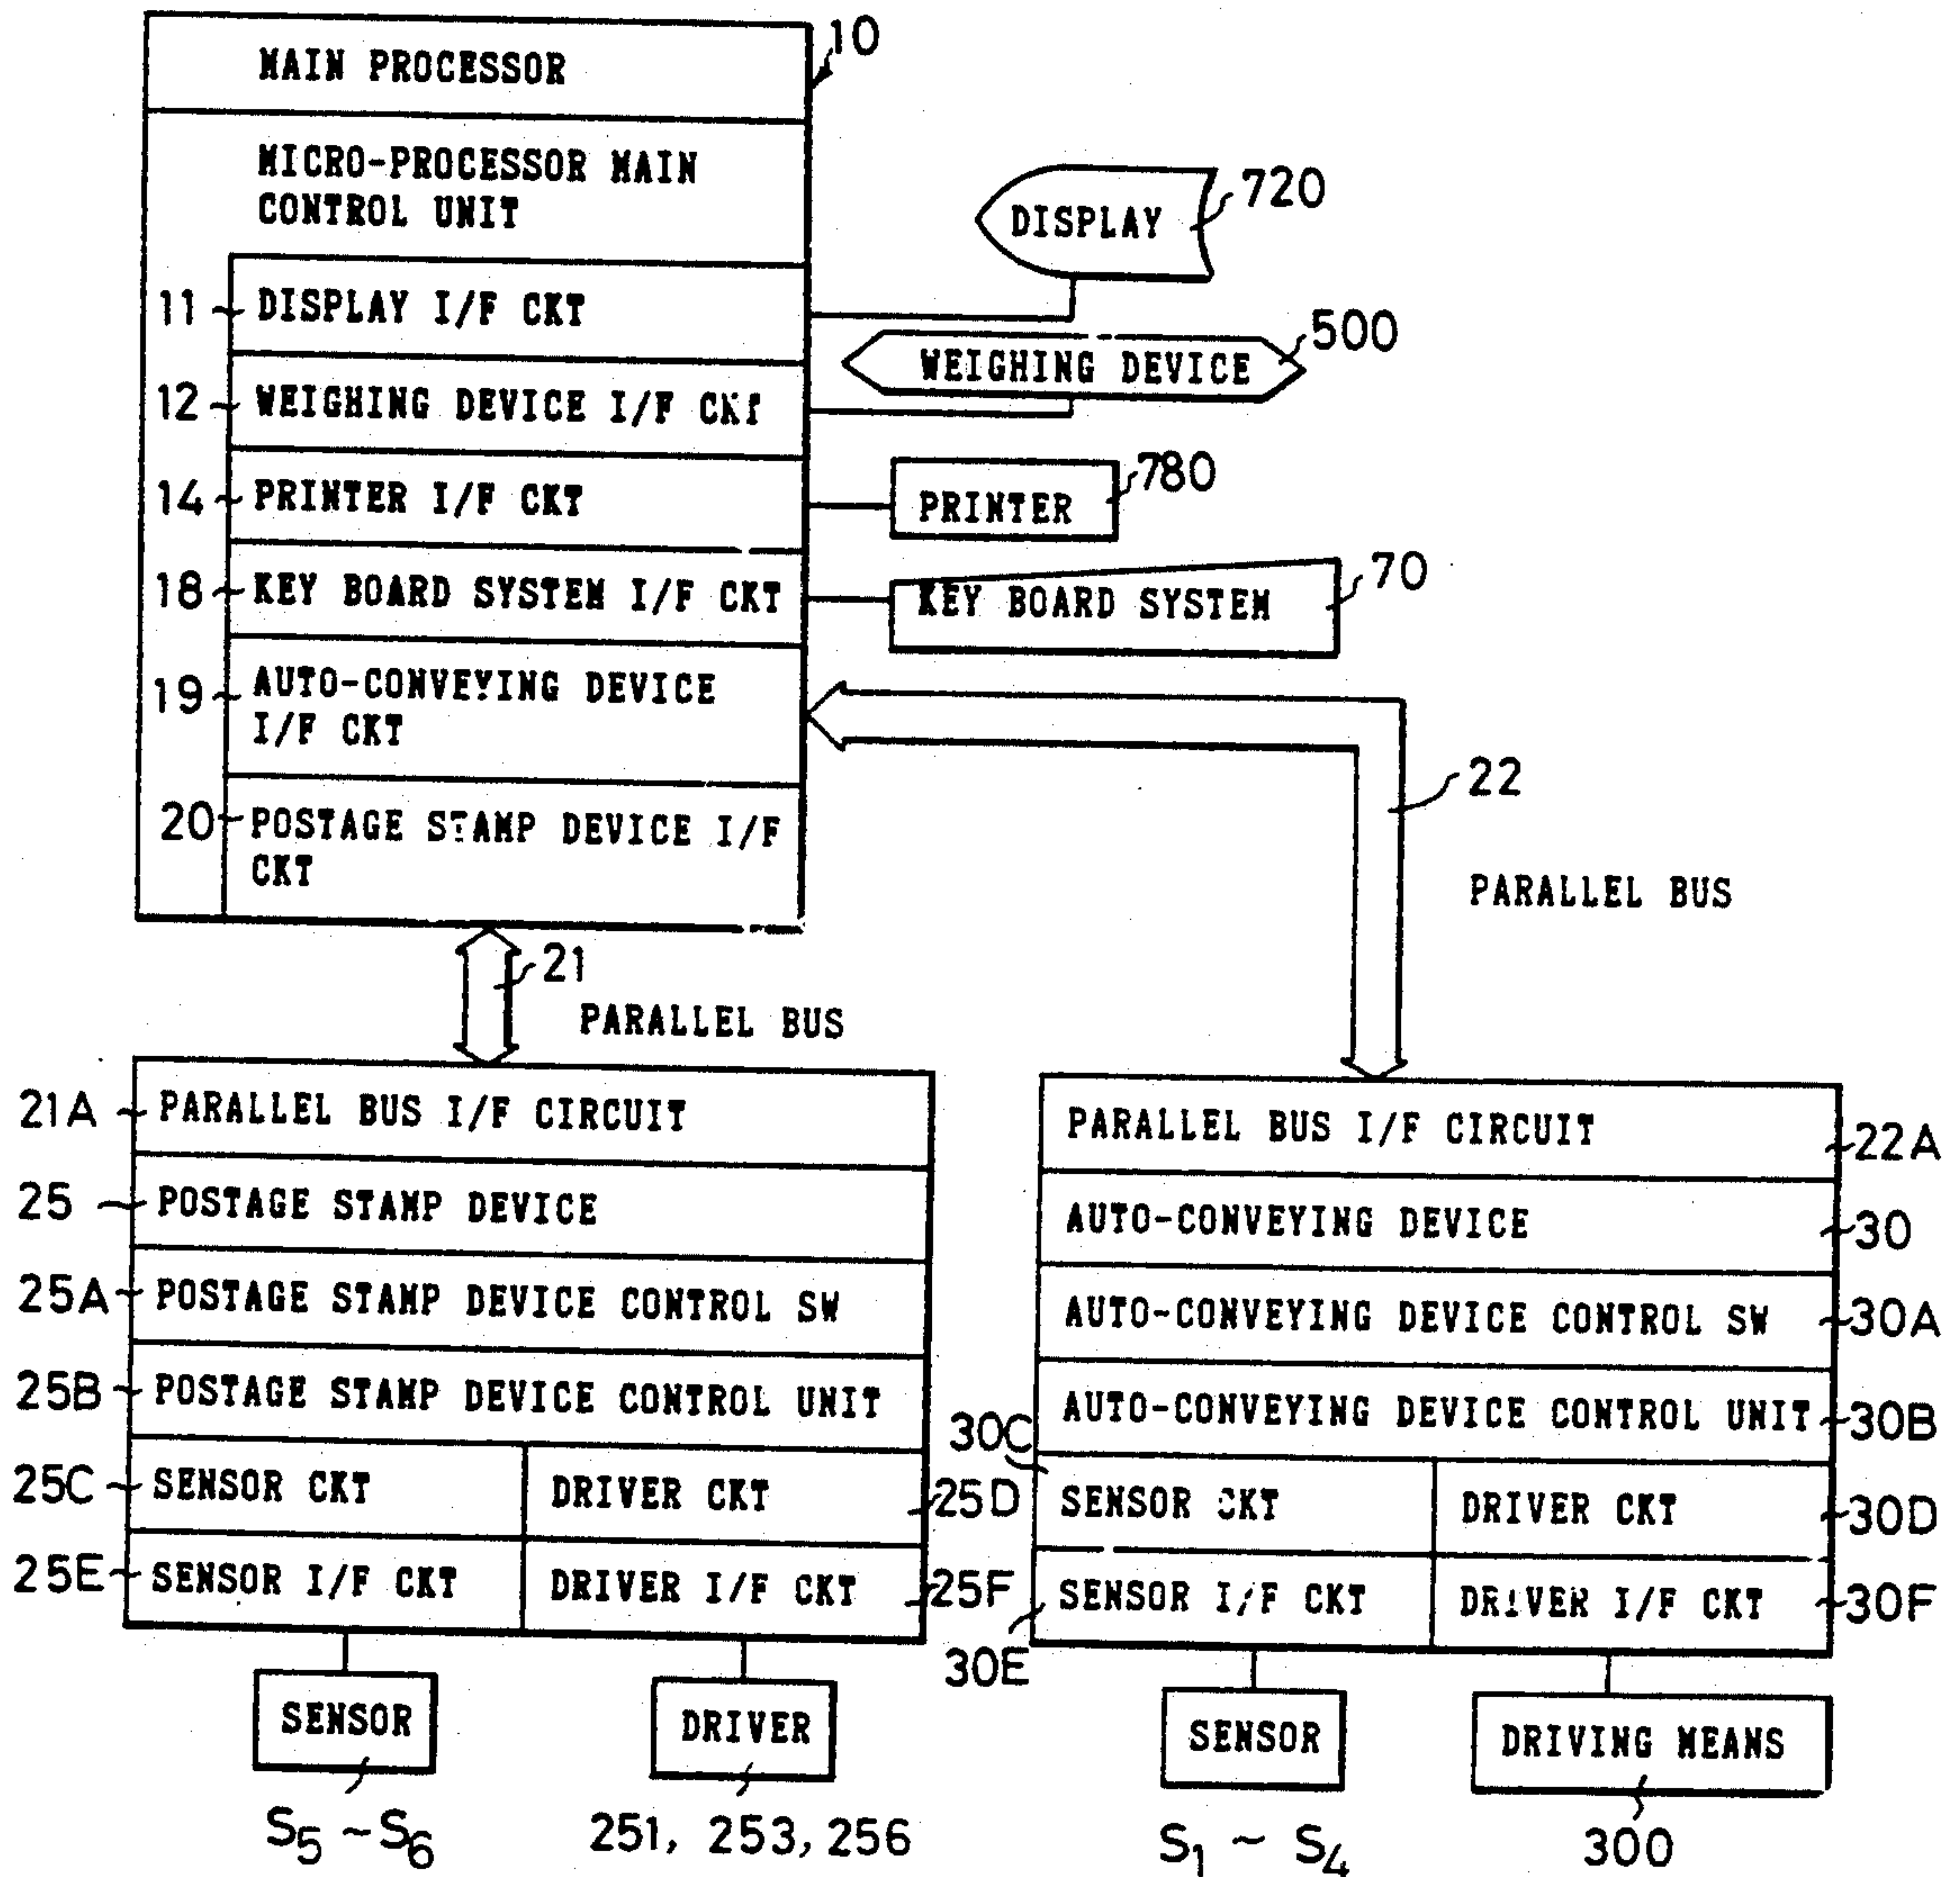 10
MAIN PROCESSOR
MICRO-PROCESSOR MAIN
CONTROL UNIT
720
DISPLAY
11
DISPLAY I/F CKT
500
WEIGHING DEVICE
12
WEIGHING DEVICE I/F CKT
14
PRINTER I/F CKT
780
PRINTER
18
KEY BOARD SYSTEM I/F CKT
70
KEY BOARD SYSTEM
19
AUTO-CONVEYING DEVICE
I/F CKT
22
PARALLEL BUS
20
POSTAGE STAMP DEVICE I/F
CKT
21
PARALLEL BUS
21A
PARALLEL BUS I/F CIRCUIT
25
POSTAGE STAMP DEVICE
25A
POSTAGE STAMP DEVICE CONTROL SW
25B
POSTAGE STAMP DEVICE CONTROL UNIT
25C
SENSOR CKT
DRIVER CKT
25D
25E
SENSOR I/F CKT
DRIVER I/F CKT
25F
SENSOR
DRIVER
S5 ~S6
251, 253, 256
PARALLEL BUS I/F CIRCUIT
22A
AUTO-CONVEYING DEVICE
30
AUTO-CONVEYING DEVICE CONTROL SW
30A
AUTO-CONVEYING DEVICE CONTROL UNIT
30B
30C
SENSOR CKT
DRIVER CKT
30D
SENSOR I/F CKT
DRIVER I/F CKT
30F
30E
SENSOR
DRIVING MEANS
S1 ~ S4
300